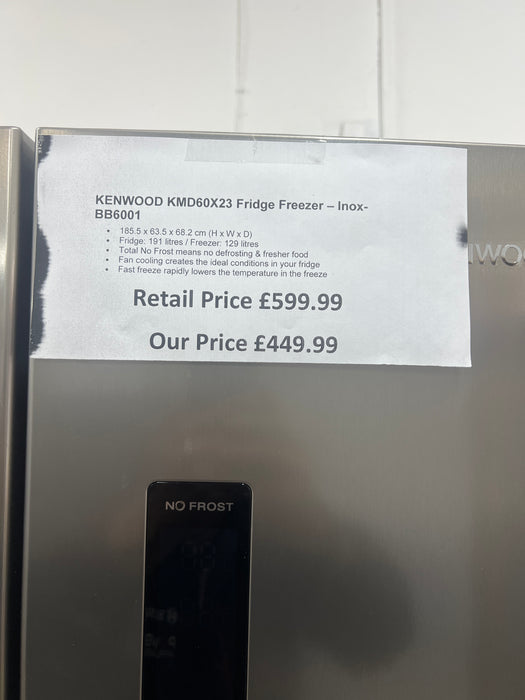 KENWOOD KMD60X23 Fridge Freezer – Inox-
BB6001
• 185.5 x 63.5 x 68.2 cm (H x W x D)
• Fridge: 191 litres / Freezer: 129 litres
• Total No Frost means no defrosting & fresher food
• Fan cooling creates the ideal conditions in your fridge
• Fast freeze rapidly lowers the temperature in the freeze
Retail Price £599.99
Our Price £449.99
NO FROST